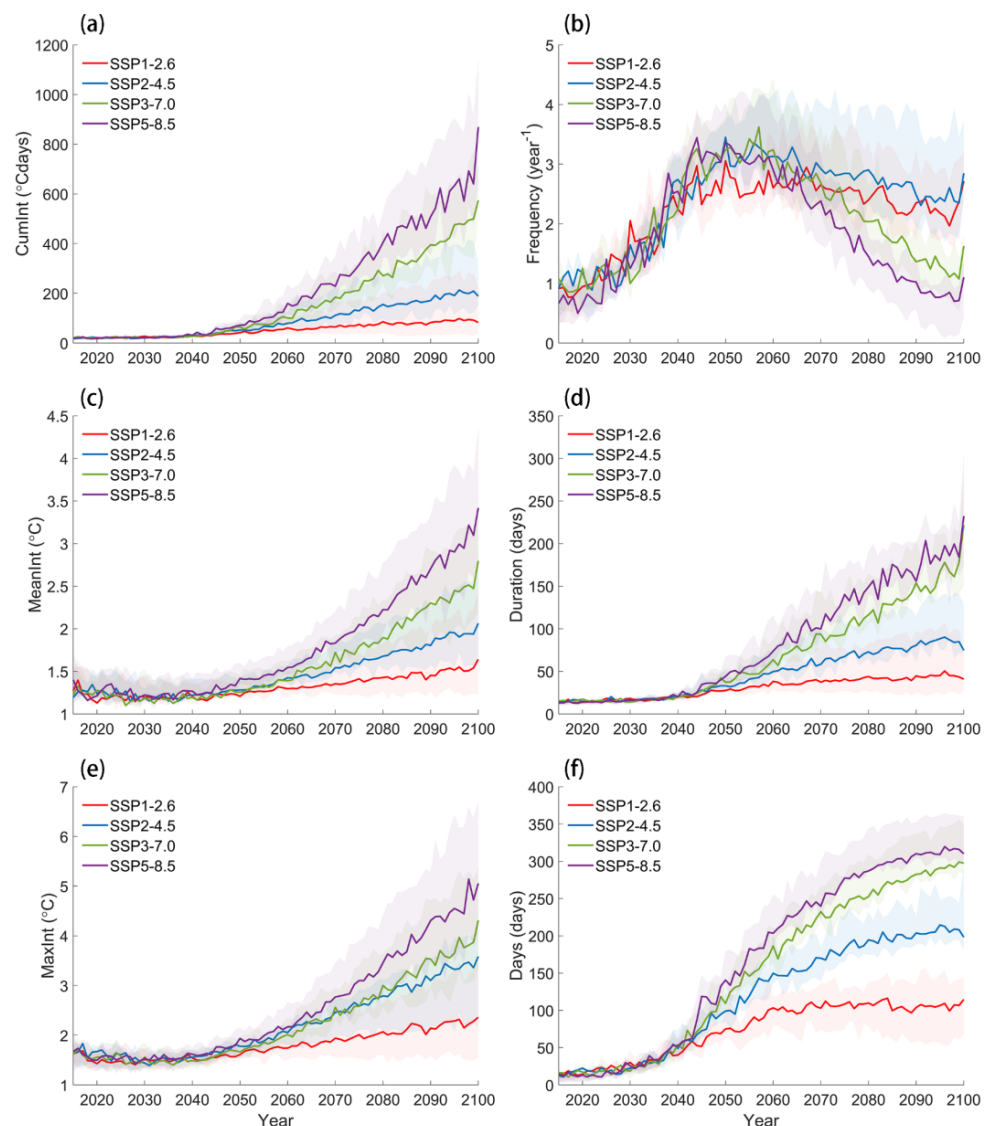 (a)
CumInt (°Cdays)
1200
1000
800
600
400
200
0
SSP1-2.6
SSP2-4.5
SSP3-7.0
SSP5-8.5
2020 2030 2040 2050 2060 2070 2080 2090 2100
(b)
Frequency (year⁻¹)
5
4
3
2
1
0
SSP1-2.6
SSP2-4.5
SSP3-7.0
SSP5-8.5
2020 2030 2040 2050 2060 2070 2080 2090 2100
(c)
MeanInt (°C)
4.5
4
3.5
3
2.5
2
1.5
1
SSP1-2.6
SSP2-4.5
SSP3-7.0
SSP5-8.5
2020 2030 2040 2050 2060 2070 2080 2090 2100
(d)
Duration (days)
350
300
250
200
150
100
50
0
SSP1-2.6
SSP2-4.5
SSP3-7.0
SSP5-8.5
2020 2030 2040 2050 2060 2070 2080 2090 2100
(e)
MaxInt (°C)
7
6
5
4
3
2
1
SSP1-2.6
SSP2-4.5
SSP3-7.0
SSP5-8.5
2020 2030 2040 2050 2060 2070 2080 2090 2100
Year
(f)
Days (days)
400
350
300
250
200
150
100
50
0
SSP1-2.6
SSP2-4.5
SSP3-7.0
SSP5-8.5
2020 2030 2040 2050 2060 2070 2080 2090 2100
Year